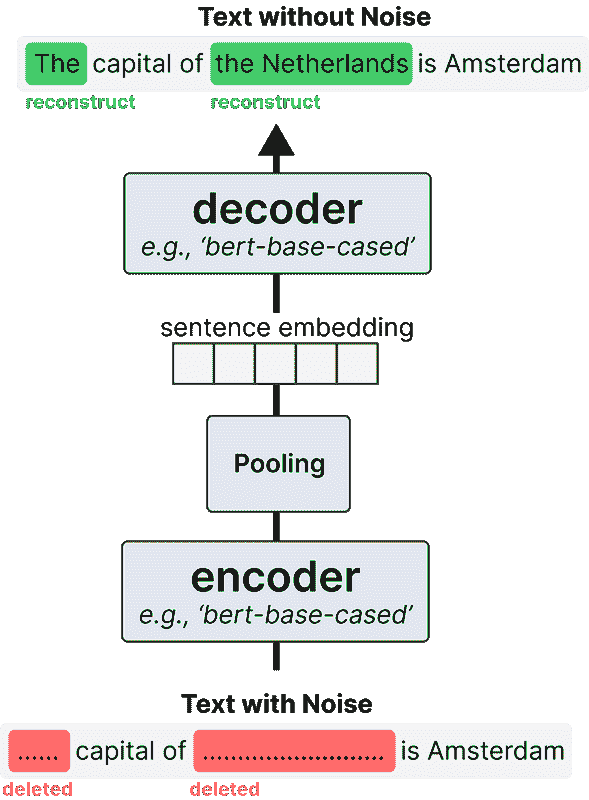 Text without Noise
The capital of the Netherlands is Amsterdam
reconstruct reconstruct
decoder
e.g., ‘bert-base-cased’
sentence embedding
Pooling
encoder
e.g., ‘bert-base-cased’
Text with Noise
...... capital of .......................... is Amsterdam
deleted deleted